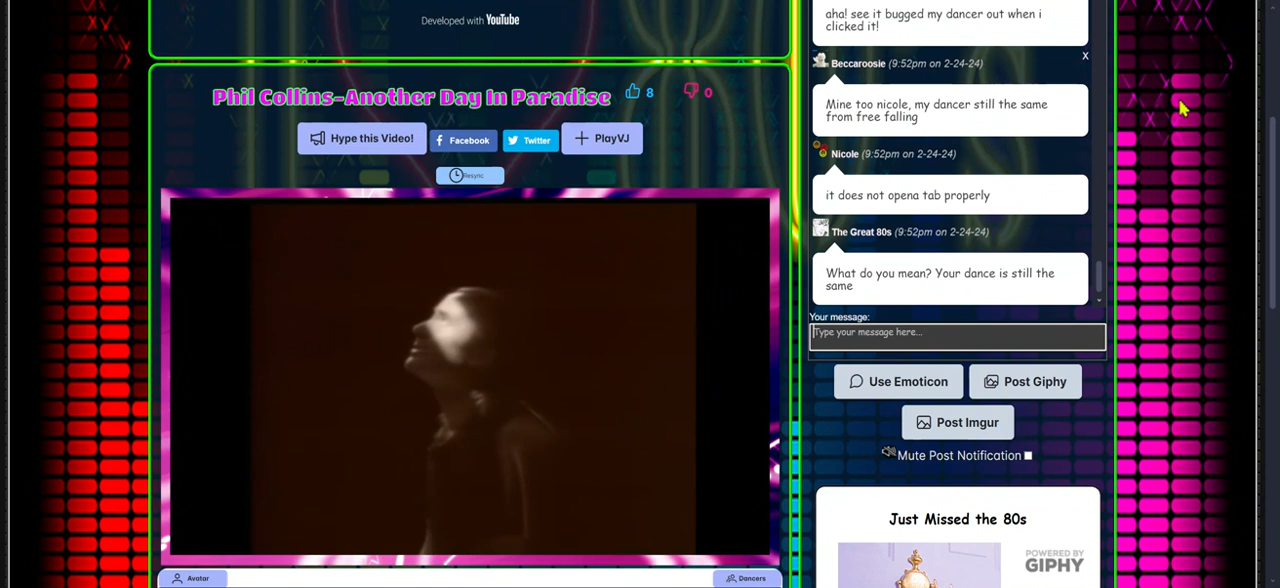 Developed with YouTube
Phil Collins-Another Day In Paradise
8
0
Hype this Video!
Facebook
Twitter
PlayVJ
Resync
Avatar
Dancers
aha! see it bugged my dancer out when i
clicked it!
X
Beccaroosie (9:52pm on 2-24-24)
Mine too nicole, my dancer still the same
from free falling
Nicole (9:52pm on 2-24-24)
it does not opena tab properly
The Great 80s (9:52pm on 2-24-24)
What do you mean? Your dance is still the
same
Your message:
Type your message here...
Use Emoticon
Post Giphy
Post Imgur
Mute Post Notification
Just Missed the 80s
POWERED BY
GIPHY